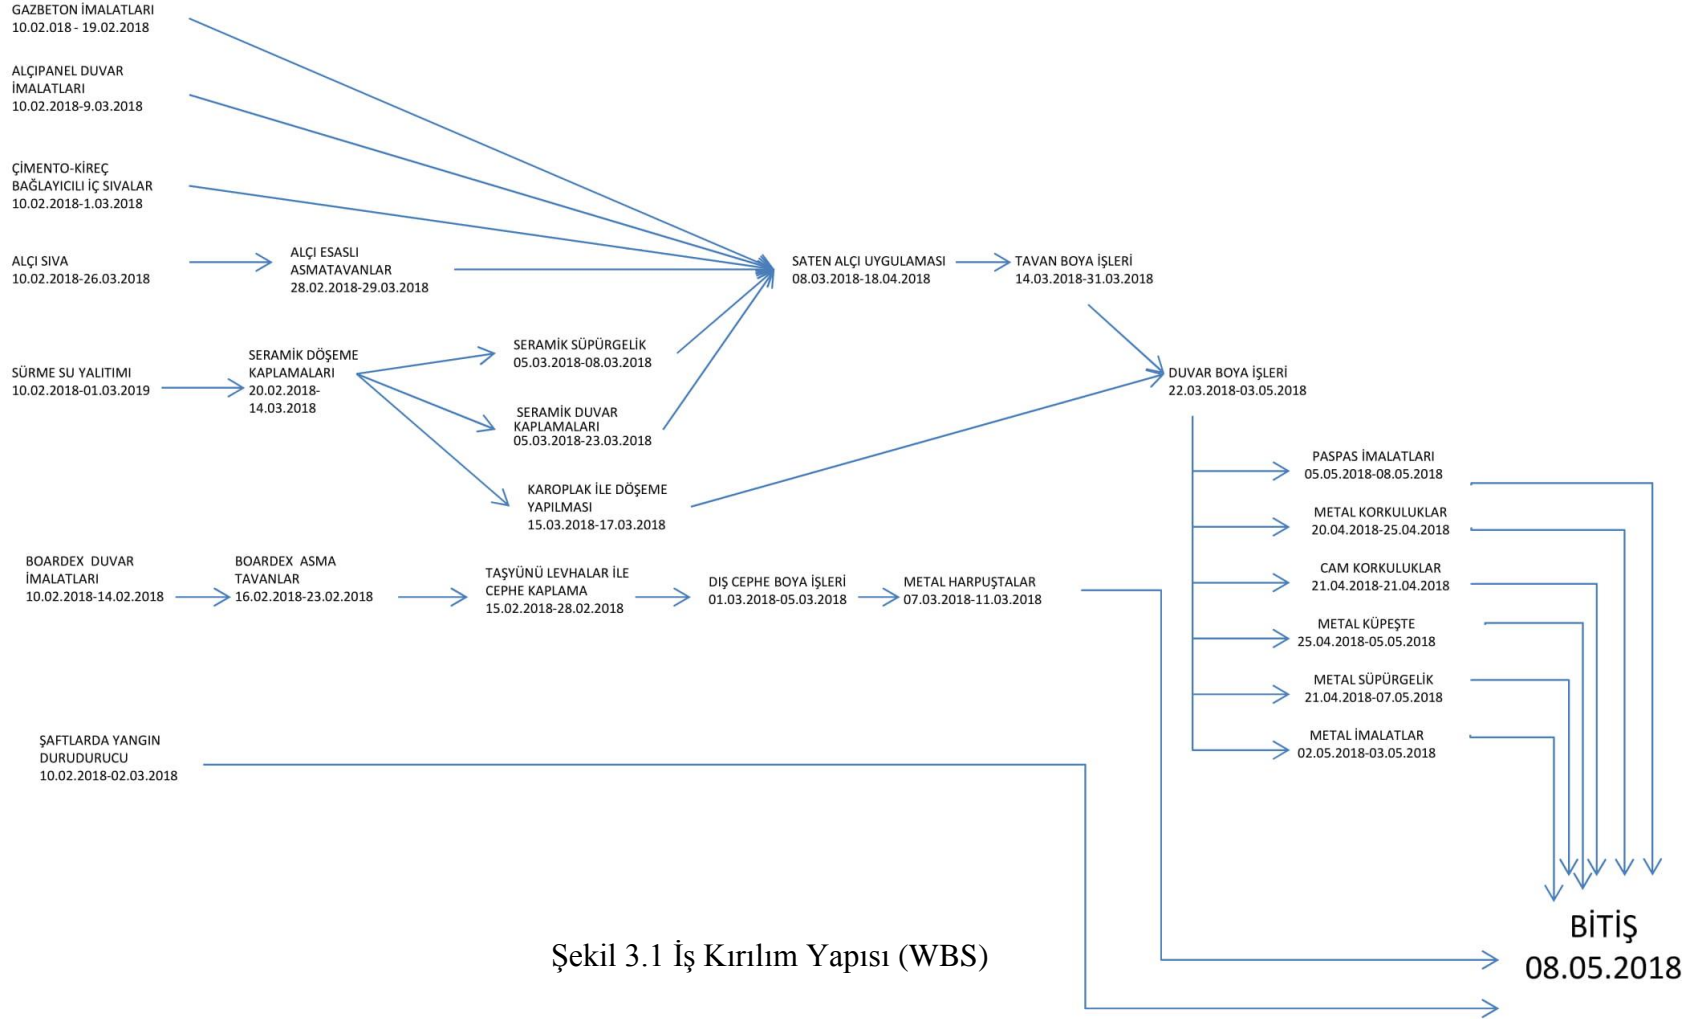 GAZBETON İMALATLARI
10.02.018 - 19.02.2018
ALÇIPANEL DUVAR
İMALATLARI
10.02.2018-9.03.2018
ÇİMENTO-KİREÇ
BAĞLAYICILI İÇ SIVALAR
10.02.2018-1.03.2018
ALÇI SIVA
10.02.2018-26.03.2018
ALÇI ESASLI
ASMATAVANLAR
28.02.2018-29.03.2018
SATEN ALÇI UYGULAMASI
08.03.2018-18.04.2018
TAVAN BOYA İŞLERİ
14.03.2018-31.03.2018
SÜRME SU YALITIMI
10.02.2018-01.03.2019
SERAMİK DÖŞEME
KAPLAMALARI
20.02.2018-
14.03.2018
SERAMİK SÜPÜRGELİK
05.03.2018-08.03.2018
SERAMİK DUVAR
KAPLAMALARI
05.03.2018-23.03.2018
KAROPLAK İLE DÖŞEME
YAPILMASI
15.03.2018-17.03.2018
DUVAR BOYA İŞLERİ
22.03.2018-03.05.2018
PASPAS İMALATLARI
05.05.2018-08.05.2018
METAL KORKULUKLAR
20.04.2018-25.04.2018
CAM KORKULUKLAR
21.04.2018-21.04.2018
METAL KÜPEŞTE
25.04.2018-05.05.2018
METAL SÜPÜRGELİK
21.04.2018-07.05.2018
METAL İMALATLAR
02.05.2018-03.05.2018
BOARDEX DUVAR
İMALATLARI
10.02.2018-14.02.2018
BOARDEX ASMA
TAVANLAR
16.02.2018-23.02.2018
TAŞYÜNÜ LEVHALAR İLE
CEPHE KAPLAMA
15.02.2018-28.02.2018
DIŞ CEPHE BOYA İŞLERİ
01.03.2018-05.03.2018
METAL HARPUŞTALAR
07.03.2018-11.03.2018
ŞAFTLARDA YANGIN
DURUDURUCU
10.02.2018-02.03.2018
BİTİŞ
08.05.2018
Şekil 3.1 İş Kırılım Yapısı (WBS)